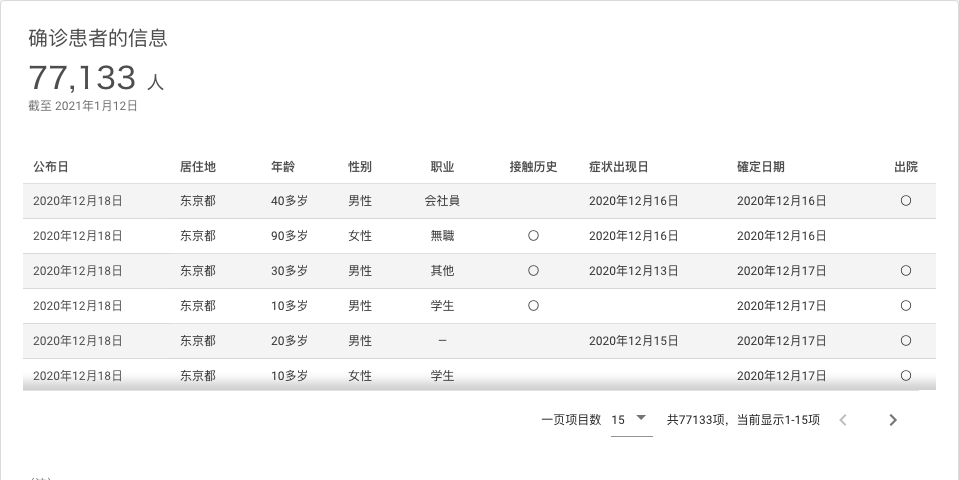 确诊患者的信息
77,133 人
截至 2021年1月12日
公布日 居住地 年龄 性别 职业 接触历史 症状出现日 確定日期 出院
2020年12月18日 东京都 40多岁 男性 会社員 2020年12月16日 2020年12月16日 〇
2020年12月18日 东京都 90多岁 女性 無職 〇 2020年12月16日 2020年12月16日
2020年12月18日 东京都 30多岁 男性 其他 〇 2020年12月13日 2020年12月17日 〇
2020年12月18日 东京都 10多岁 男性 学生 〇 2020年12月17日 〇
2020年12月18日 东京都 20多岁 男性 － 2020年12月15日 2020年12月17日 〇
2020年12月18日 东京都 10多岁 女性 学生 2020年12月17日 〇
一页项目数 15 共77133项，当前显示1-15项